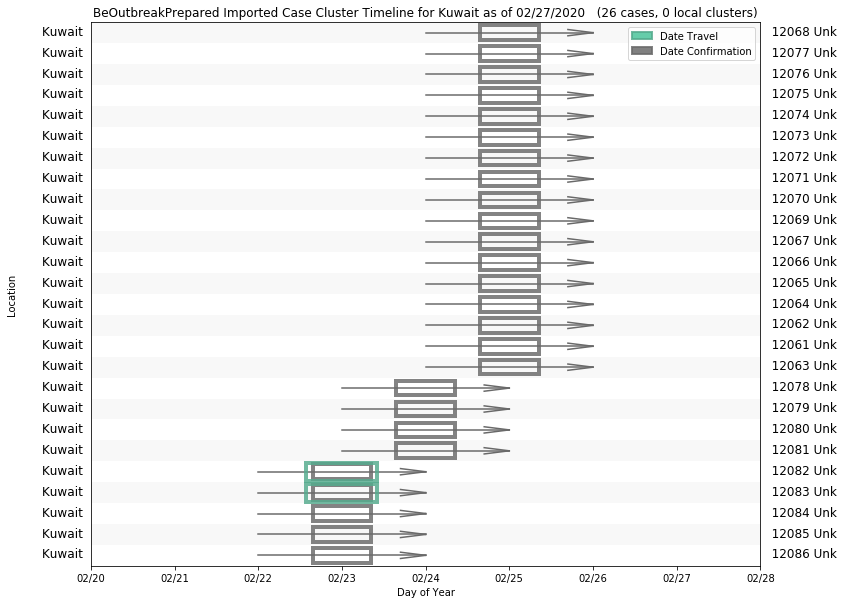 BeOutbreakPrepared Imported Case Cluster Timeline for Kuwait as of 02/27/2020   (26 cases, 0 local clusters)
Date Travel
Date Confirmation
Kuwait 12068 Unk
Kuwait 12077 Unk
Kuwait 12076 Unk
Kuwait 12075 Unk
Kuwait 12074 Unk
Kuwait 12073 Unk
Kuwait 12072 Unk
Kuwait 12071 Unk
Kuwait 12070 Unk
Kuwait 12069 Unk
Kuwait 12067 Unk
Kuwait 12066 Unk
Kuwait 12065 Unk
Kuwait 12064 Unk
Kuwait 12062 Unk
Kuwait 12061 Unk
Kuwait 12063 Unk
Kuwait 12078 Unk
Kuwait 12079 Unk
Kuwait 12080 Unk
Kuwait 12081 Unk
Kuwait 12082 Unk
Kuwait 12083 Unk
Kuwait 12084 Unk
Kuwait 12085 Unk
Kuwait 12086 Unk
Location
02/20 02/21 02/22 02/23 02/24 02/25 02/26 02/27 02/28
Day of Year